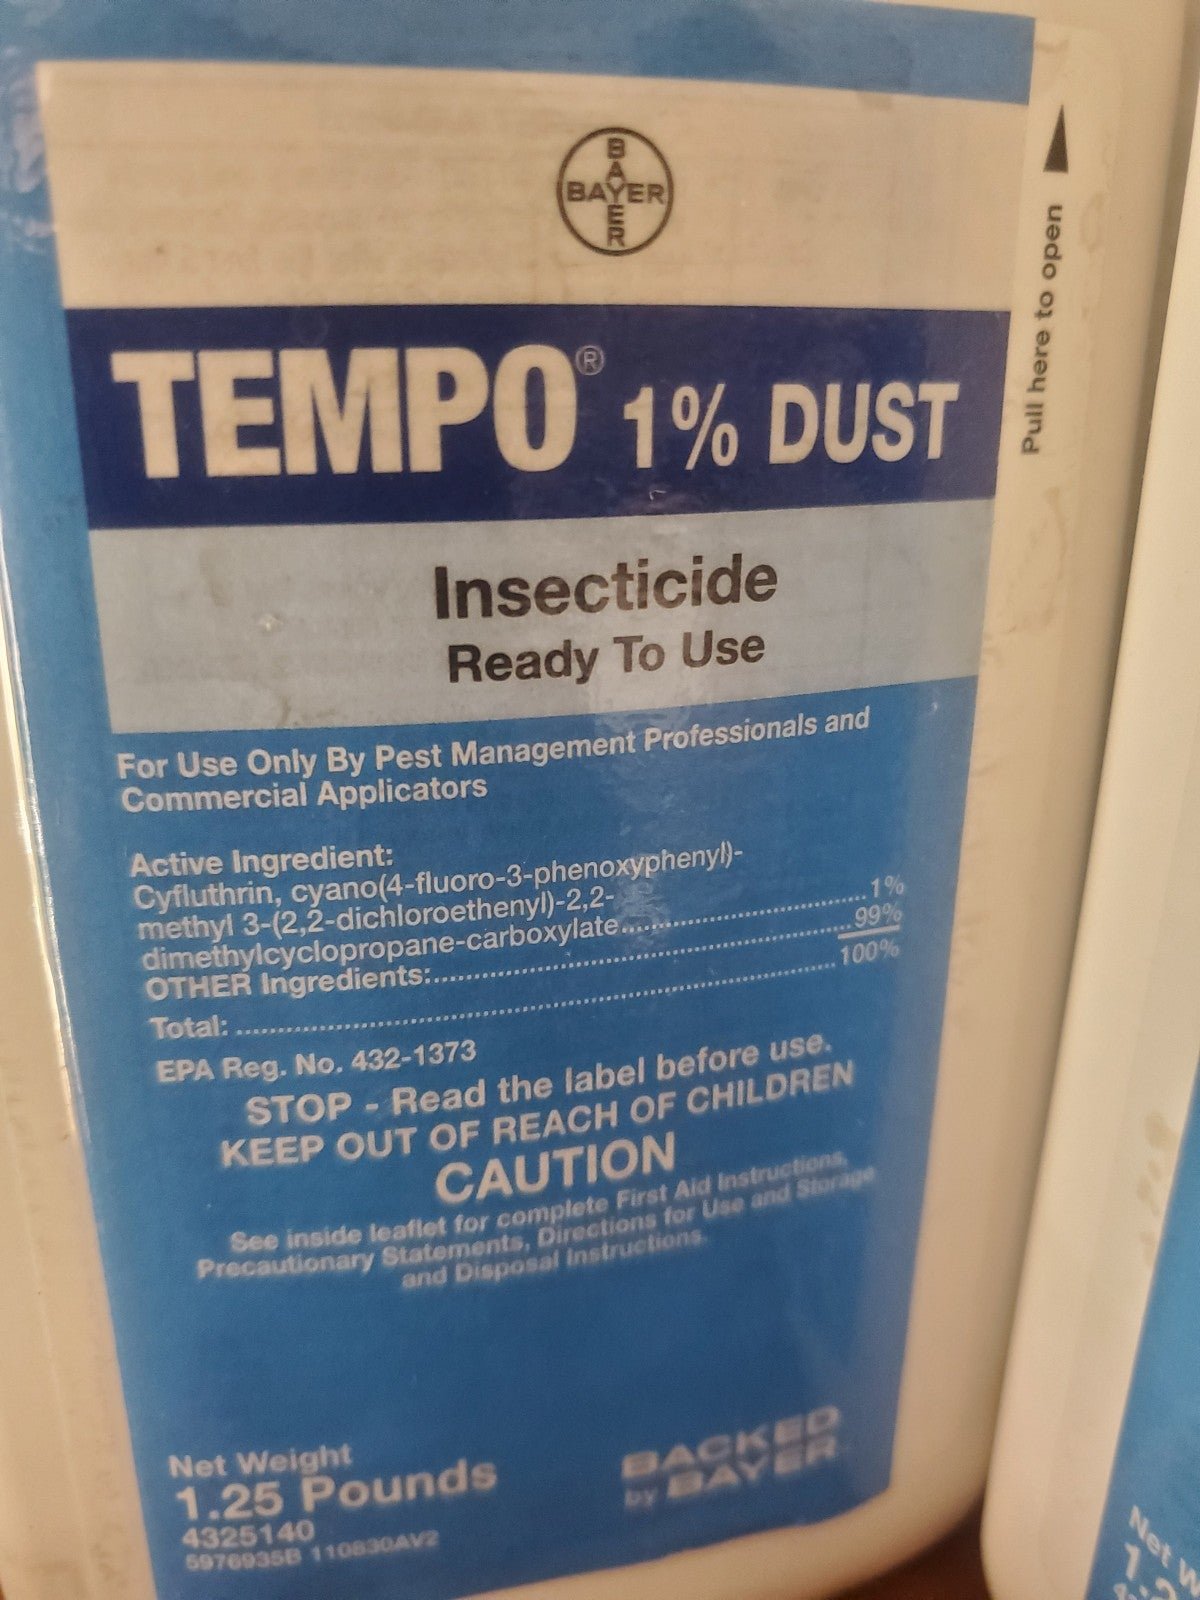 BAYER
BAYER
TEMPO® 1% DUST
Pull here to open
Insecticide
Ready To Use
For Use Only By Pest Management Professionals and
Commercial Applicators
Active Ingredient:
Cyfluthrin, cyano(4-fluoro-3-phenoxyphenyl)-
methyl 3-(2,2-dichloroethenyl)-2,2-
dimethylcyclopropane-carboxylate..............................1%
OTHER Ingredients:..............................99%
Total: ..............................100%
EPA Reg. No. 432-1373
STOP - Read the label before use.
KEEP OUT OF REACH OF CHILDREN
CAUTION
See inside leaflet for complete First Aid Instructions,
Precautionary Statements, Directions for Use and Storage
and Disposal Instructions.
Net Weight
1.25 Pounds
4325140
5976935B 110830AV2
BACKED
by BAYER
Net